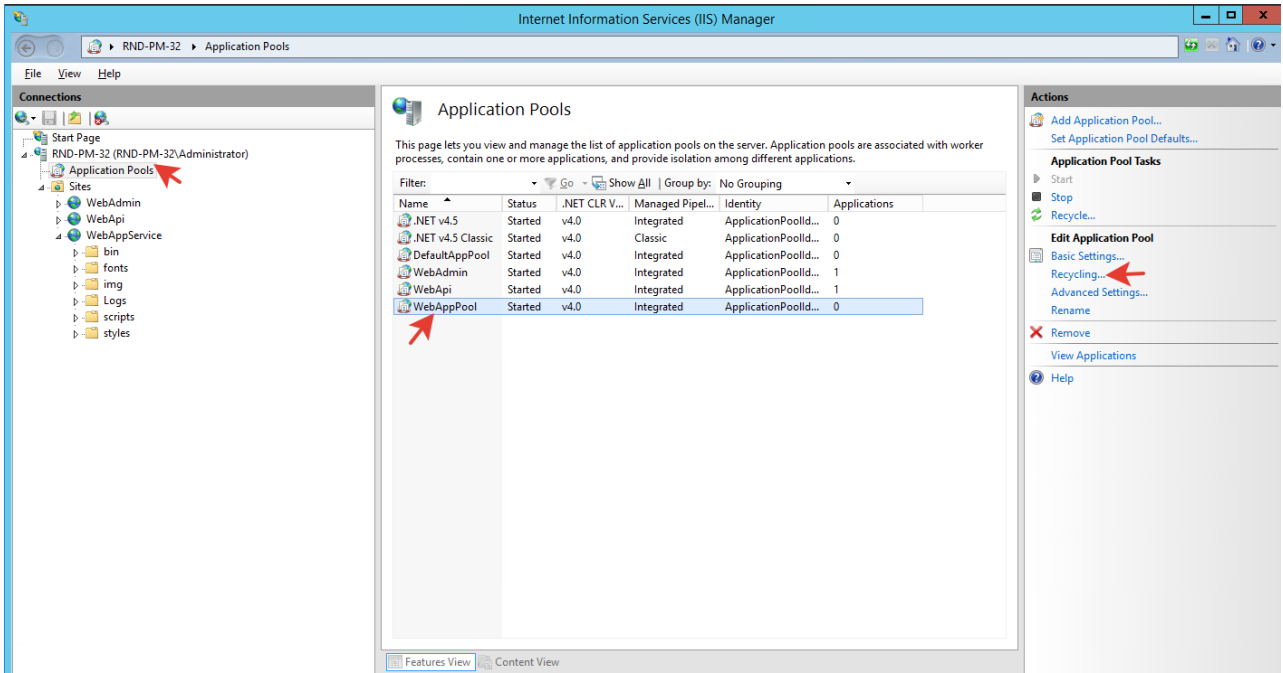 Internet Information Services (IIS) Manager
RND-PM-32 Application Pools
File View Help
Connections
Start Page
RND-PM-32 (RND-PM-32\Administrator)
Application Pools
Sites
WebAdmin
WebApi
WebAppService
bin
fonts
img
Logs
scripts
styles
Application Pools
This page lets you view and manage the list of application pools on the server. Application pools are associated with worker
processes, contain one or more applications, and provide isolation among different applications.
Filter: Go Show All Group by: No Grouping
Name Status .NET CLR V... Managed Pipel... Identity Applications
.NET v4.5 Started v4.0 Integrated ApplicationPoolId... 0
.NET v4.5 Classic Started v4.0 Classic ApplicationPoolId... 0
DefaultAppPool Started v4.0 Integrated ApplicationPoolId... 0
WebAdmin Started v4.0 Integrated ApplicationPoolId... 1
WebApi Started v4.0 Integrated ApplicationPoolId... 1
WebAppPool Started v4.0 Integrated ApplicationPoolId... 0
Features View Content View
Actions
Add Application Pool...
Set Application Pool Defaults...
Application Pool Tasks
Start
Stop
Recycle...
Edit Application Pool
Basic Settings...
Recycling...
Advanced Settings...
Rename
Remove
View Applications
Help